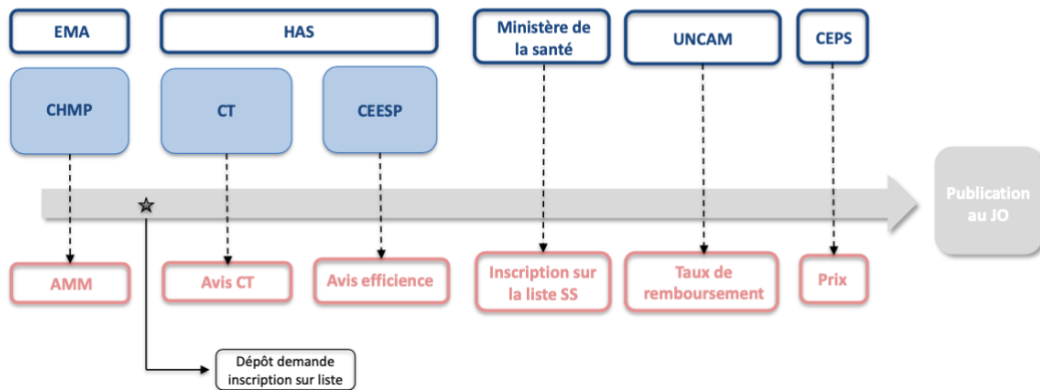 EMA
HAS
Ministère de
la santé
UNCAM
CEPS
CHMP
CT
CEESP
Publication
au JO
AMM
Avis CT
Avis efficience
Inscription sur
la liste SS
Taux de
remboursement
Prix
Dépôt demande
inscription sur liste